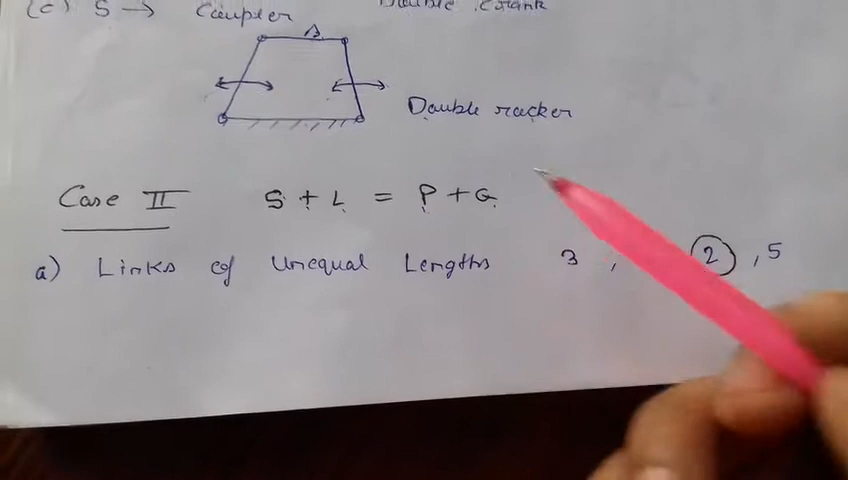 (c) S → Coupler Double Crank
s
Double rocker
Case II S + L = P + G
a) Links of Unequal Lengths 3 , 2 , 5